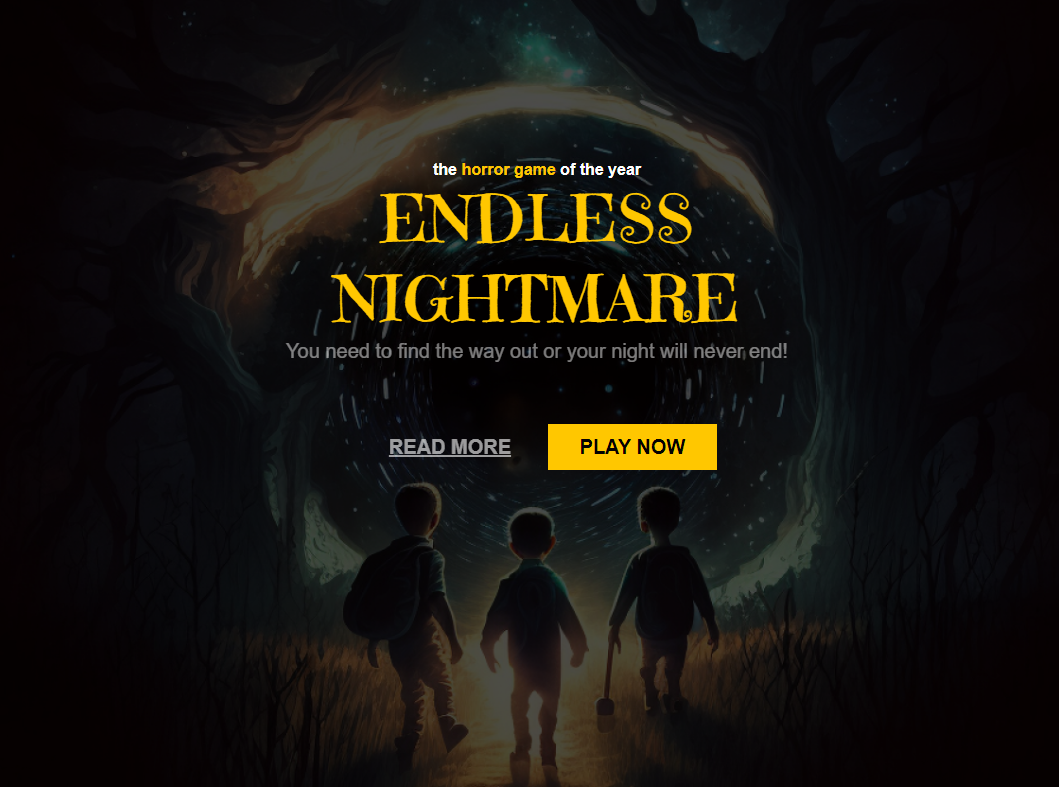 the horror game of the year
ENDLESS
NIGHTMARE
You need to find the way out or your night will never end!
READ MORE PLAY NOW